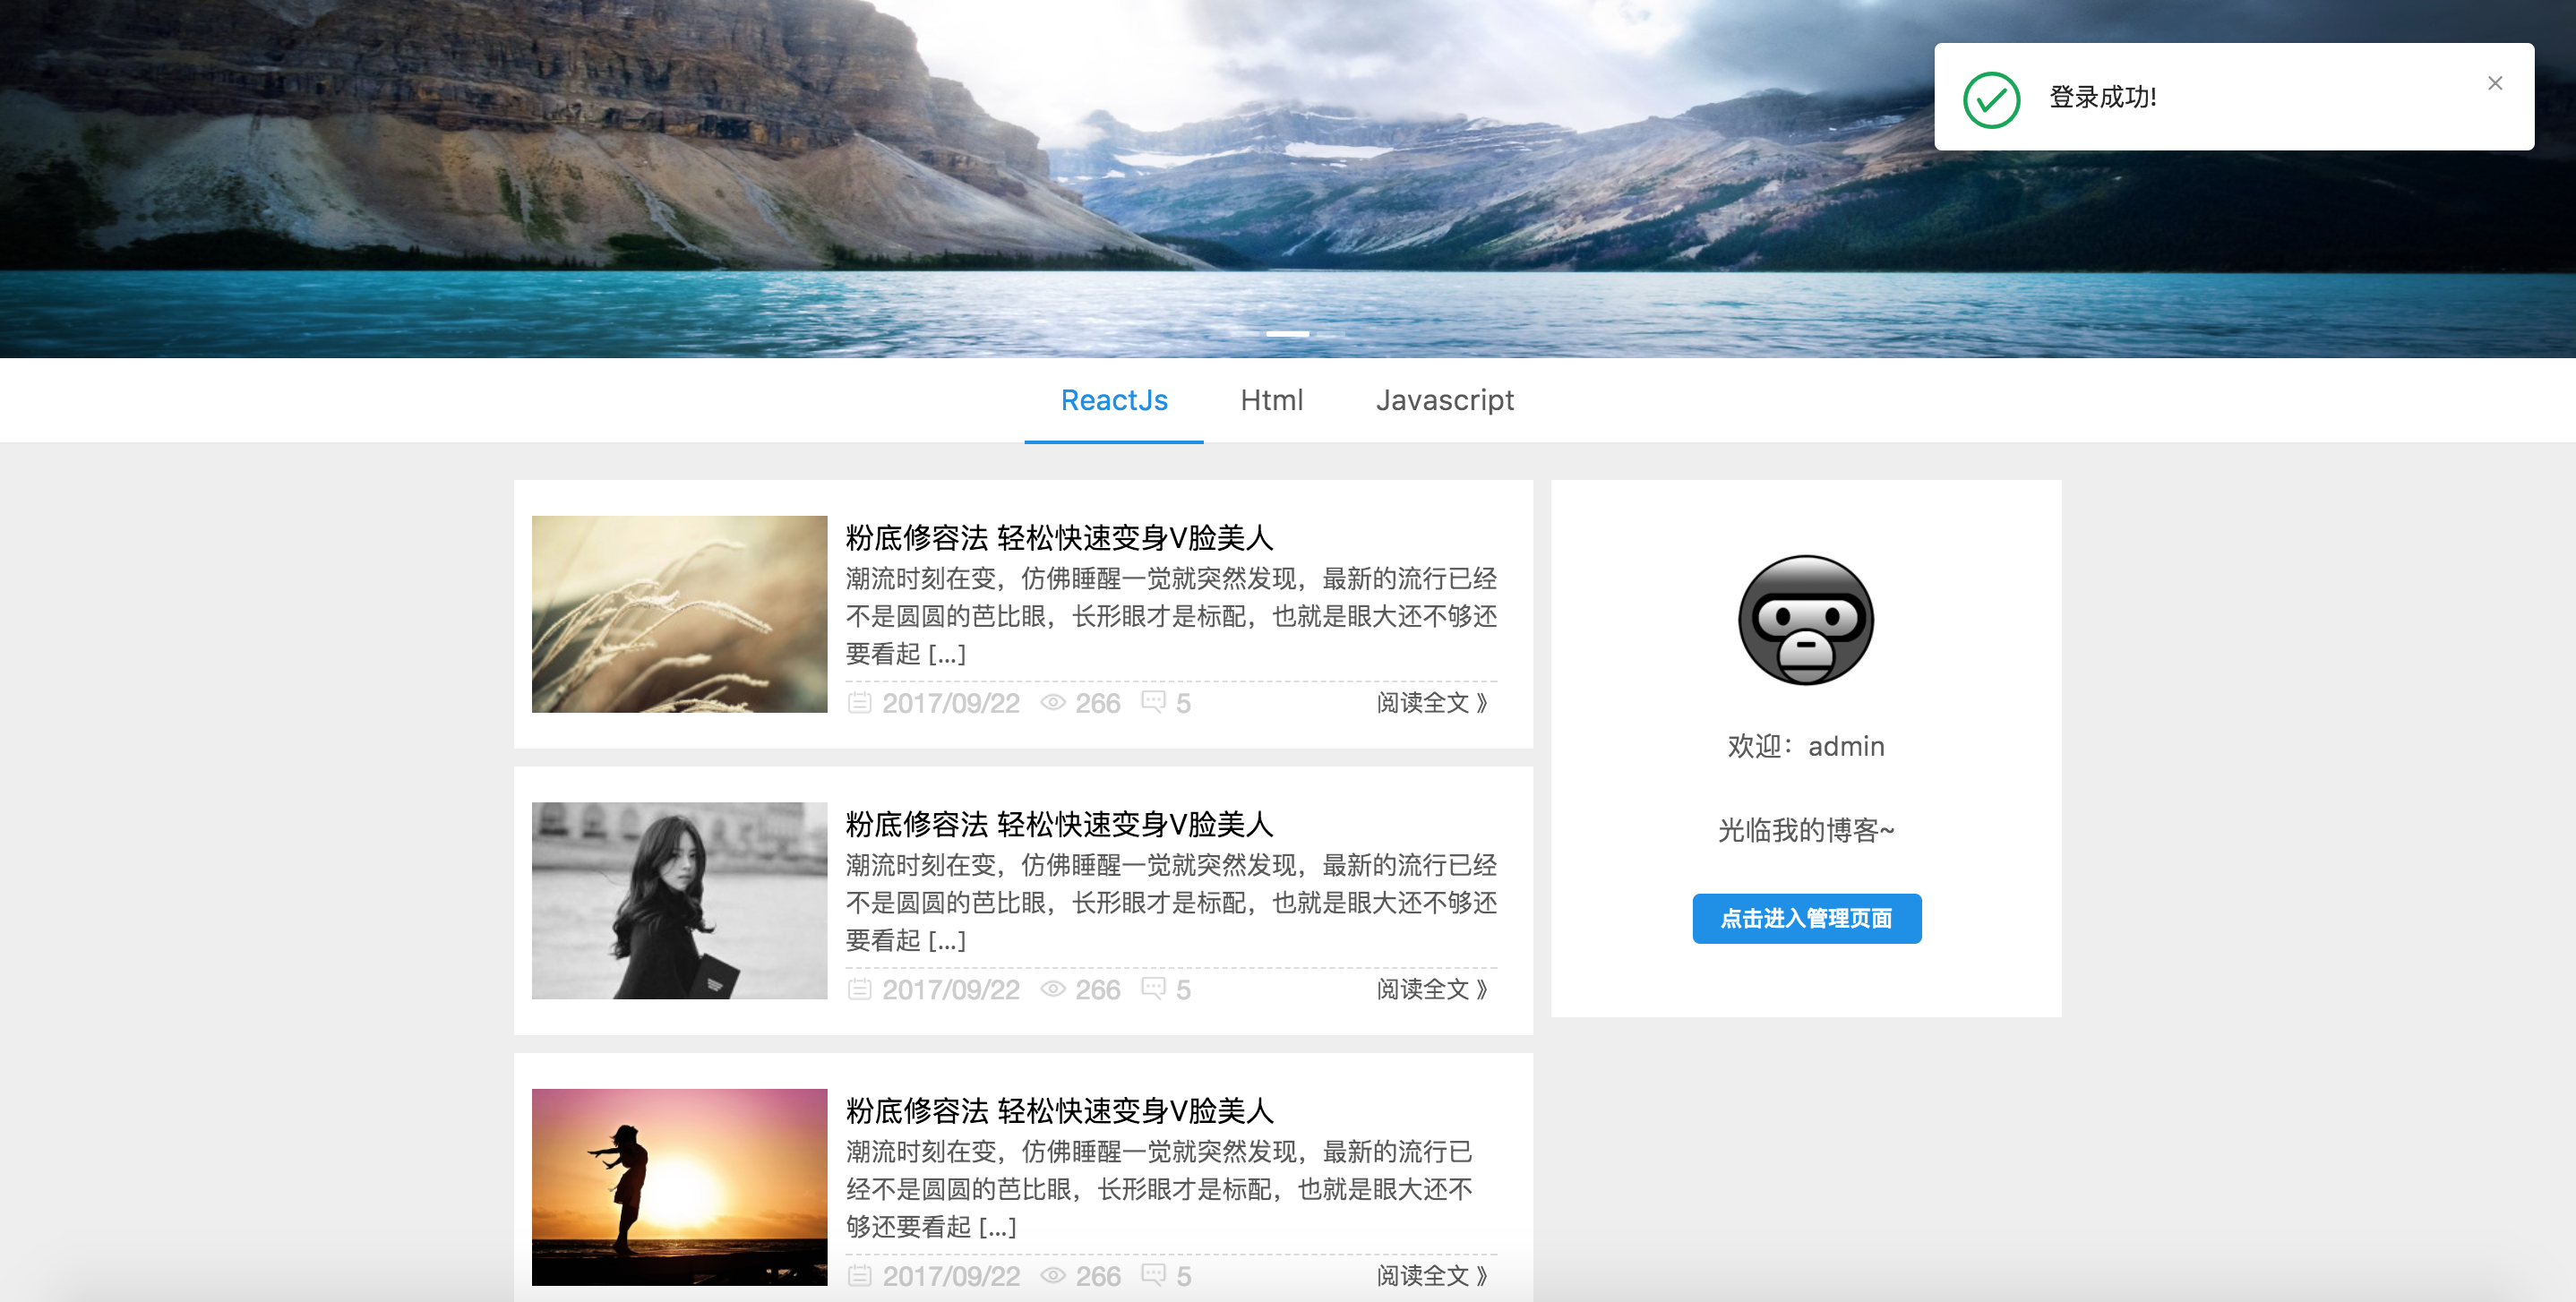 登录成功!
ReactJs Html Javascript
粉底修容法 轻松快速变身V脸美人
潮流时刻在变，仿佛睡醒一觉就突然发现，最新的流行已经
不是圆圆的芭比眼，长形眼才是标配，也就是眼大还不够还
要看起 [...]
2017/09/22 266 5 阅读全文 》
粉底修容法 轻松快速变身V脸美人
潮流时刻在变，仿佛睡醒一觉就突然发现，最新的流行已经
不是圆圆的芭比眼，长形眼才是标配，也就是眼大还不够还
要看起 [...]
2017/09/22 266 5 阅读全文 》
粉底修容法 轻松快速变身V脸美人
潮流时刻在变，仿佛睡醒一觉就突然发现，最新的流行已
经不是圆圆的芭比眼，长形眼才是标配，也就是眼大还不
够还要看起 [...]
2017/09/22 266 5 阅读全文 》
欢迎：admin
光临我的博客~
点击进入管理页面